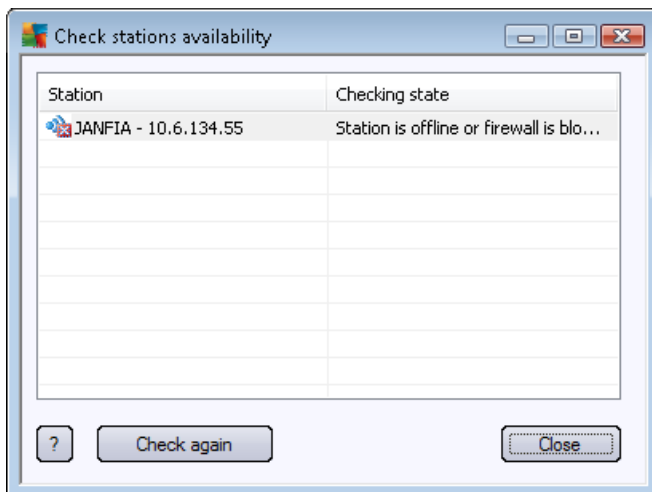 Check stations availability
Station Checking state
JANFIA - 10.6.134.55 Station is offline or firewall is blo...
? Check again Close